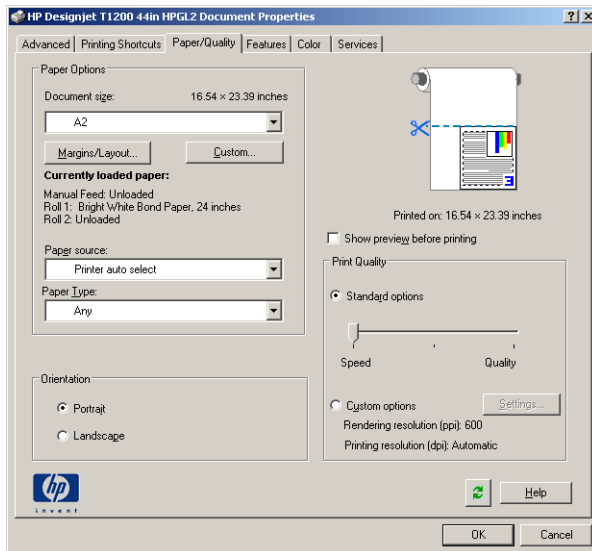 HP Designjet T1200 44in HPGL2 Document Properties
Advanced Printing Shortcuts Paper/Quality Features Color Services
Paper Options
Document size: 16.54 × 23.39 inches
A2
Margins/Layout... Custom...
Currently loaded paper:
Manual Feed: Unloaded
Roll 1: Bright White Bond Paper, 24 inches
Roll 2: Unloaded
Paper source:
Printer auto select
Paper Type:
Any
Orientation
Portrait
Landscape
3
Printed on: 16.54 × 23.39 inches
Show preview before printing
Print Quality
Standard options
Speed Quality
Custom options Settings...
Rendering resolution (ppi): 600
Printing resolution (dpi): Automatic
hp
invent
Help
OK Cancel